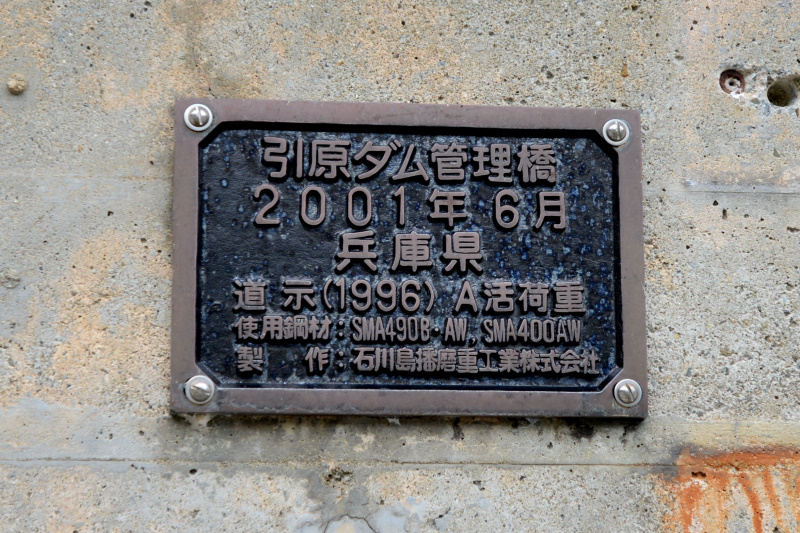 引原ダム管理橋
2001年6月
兵庫県
道示(1996) A活荷重
使用鋼材：SMA490B・AW, SMA400AW
製 作：石川島播磨重工業株式会社